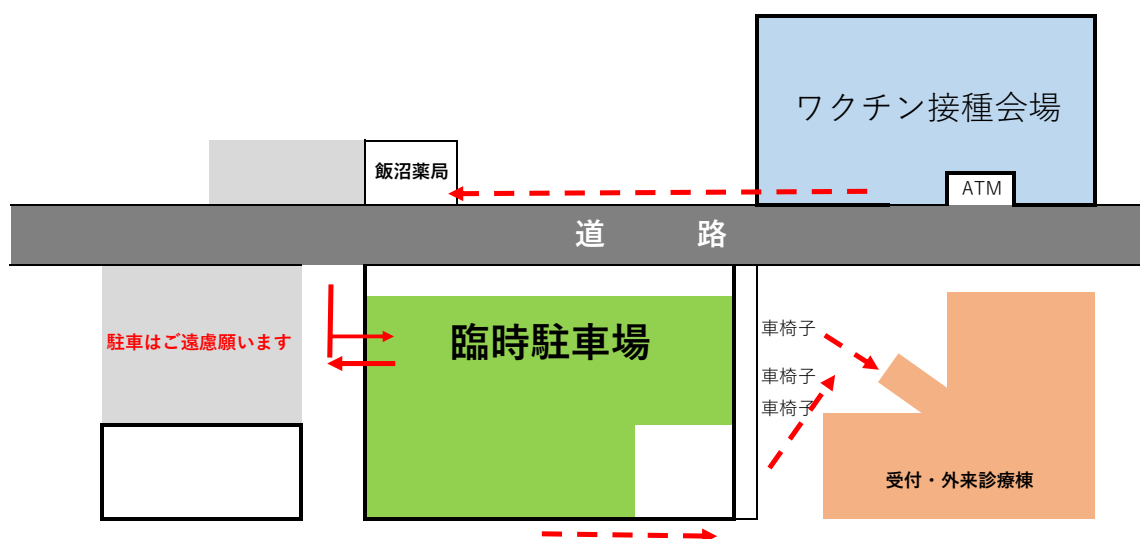 ワクチン接種会場
飯沼薬局
ATM
道　路
駐車はご遠慮願います
臨時駐車場
車椅子
車椅子
車椅子
受付・外来診療棟